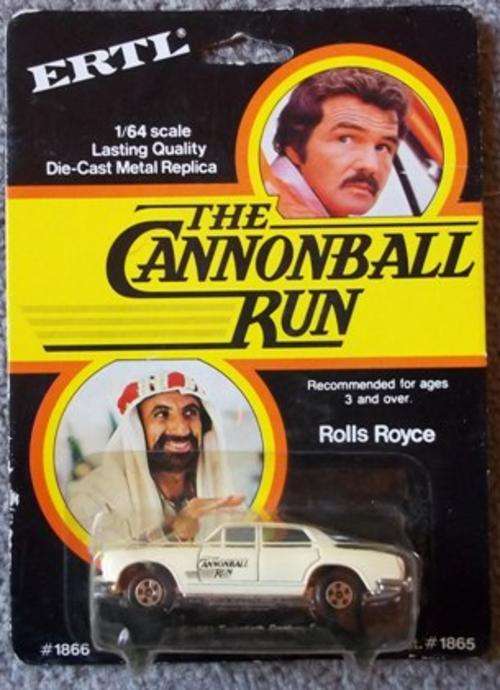 ERTL
1/64 scale
Lasting Quality
Die-Cast Metal Replica
THE
CANNONBALL
RUN
Recommended for ages
3 and over.
Rolls Royce
CANNONBALL
RUN
#1866
#1865